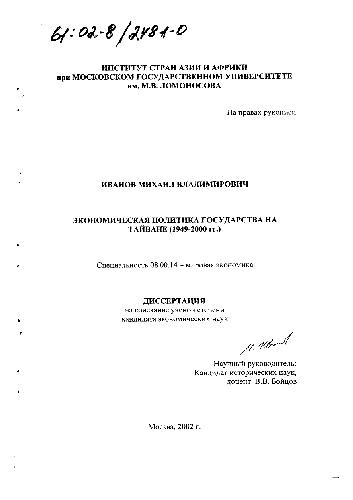 61:02-8/2481-0
ИНСТИТУТ СТРАН АЗИИ И АФРИКИ
при МОСКОВСКОМ ГОСУДАРСТВЕННОМ УНИВЕРСИТЕТЕ
им. М.В. ЛОМОНОСОВА
На правах рукописи
ИВАНОВ МИХАИЛ ВЛАДИМИРОВИЧ
ЭКОНОМИЧЕСКАЯ ПОЛИТИКА ГОСУДАРСТВА НА
ТАЙВАНЕ (1949-2000 гг.)
Специальность 08.00.14 – мировая экономика
ДИССЕРТАЦИЯ
на соискание ученой степени
кандидата экономических наук
Научный руководитель:
Кандидат исторических наук,
доцент В.В. Бойцов
Москва, 2002 г.